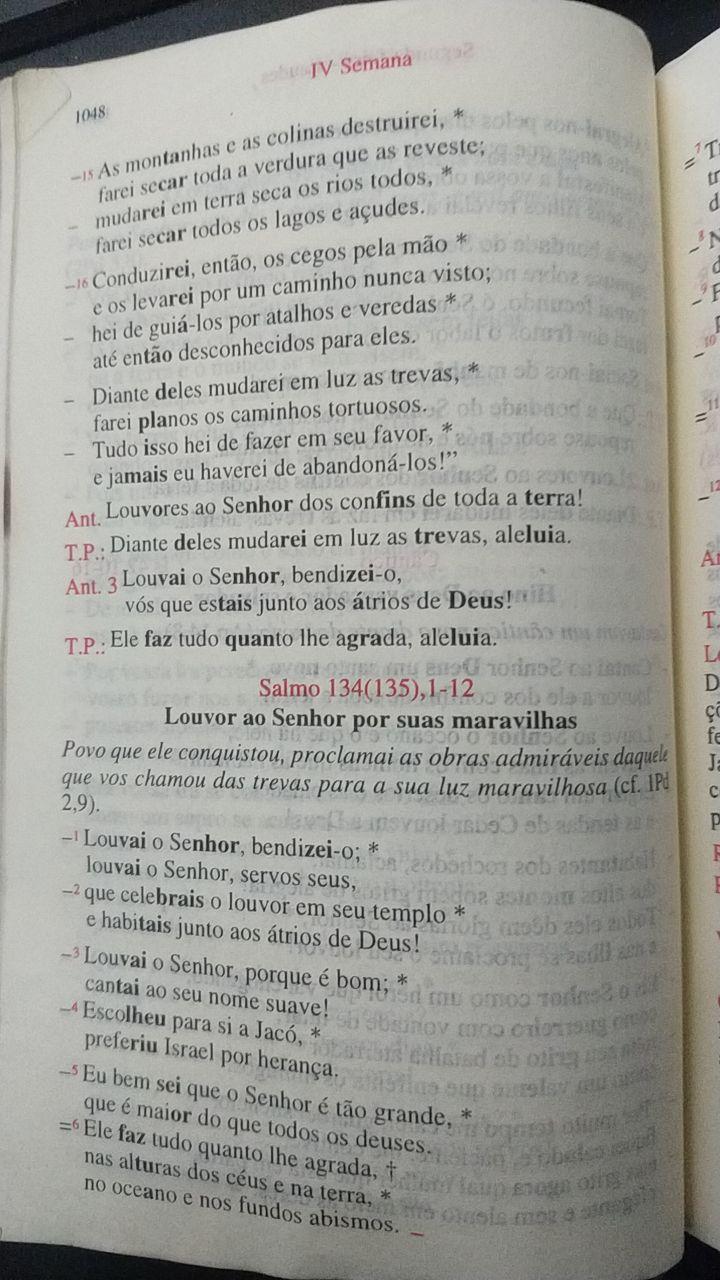 IV Semana
1048
–15 As montanhas e as colinas destruirei, *
farei secar toda a verdura que as reveste;
– mudarei em terra seca os rios todos, *
farei secar todos os lagos e açudes.
–16 Conduzirei, então, os cegos pela mão *
e os levarei por um caminho nunca visto;
– hei de guiá-los por atalhos e veredas *
até então desconhecidos para eles.
– Diante deles mudarei em luz as trevas, *
farei planos os caminhos tortuosos.
– Tudo isso hei de fazer em seu favor, *
e jamais eu haverei de abandoná-los!”
Ant. Louvores ao Senhor dos confins de toda a terra!
T.P.: Diante deles mudarei em luz as trevas, aleluia.
Ant. 3 Louvai o Senhor, bendizei-o,
vós que estais junto aos átrios de Deus!
T.P.: Ele faz tudo quanto lhe agrada, aleluia.
Salmo 134(135),1-12
Louvor ao Senhor por suas maravilhas
Povo que ele conquistou, proclamai as obras admiráveis daquele
que vos chamou das trevas para a sua luz maravilhosa (cf. 1Pd
2,9).
–1 Louvai o Senhor, bendizei-o; *
louvai o Senhor, servos seus,
–2 que celebrais o louvor em seu templo *
e habitais junto aos átrios de Deus!
–3 Louvai o Senhor, porque é bom; *
cantai ao seu nome suave!
–4 Escolheu para si a Jacó, *
preferiu Israel por herança.
–5 Eu bem sei que o Senhor é tão grande, *
que é maior do que todos os deuses.
=6 Ele faz tudo quanto lhe agrada, †
nas alturas dos céus e na terra, *
no oceano e nos fundos abismos. –